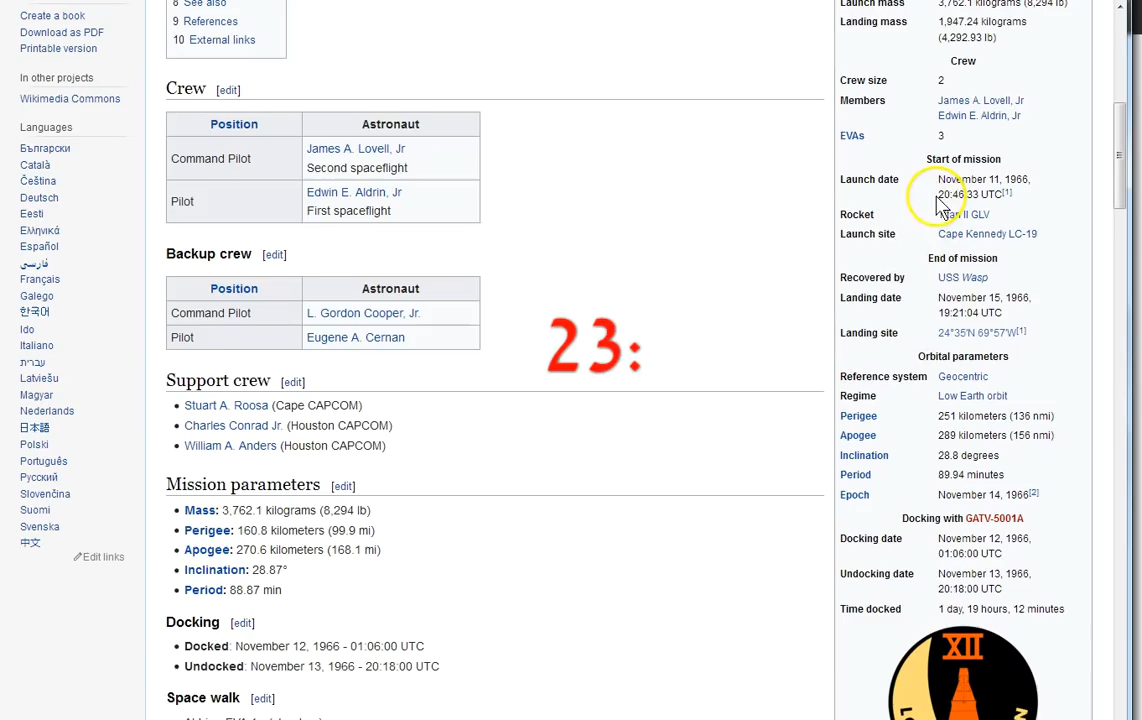 Create a book
Download as PDF
Printable version
In other projects
Wikimedia Commons
Languages
Български
Català
Čeština
Deutsch
Eesti
Ελληνικά
Español
فارسی
Français
Galego
한국어
Ido
Italiano
עברית
Latviešu
Magyar
Nederlands
日本語
Polski
Português
Русский
Slovenčina
Suomi
Svenska
中文
Edit links
8 See also
9 References
10 External links
Crew [edit]
Position Astronaut
Command Pilot James A. Lovell, Jr
Second spaceflight
Pilot Edwin E. Aldrin, Jr
First spaceflight
Backup crew [edit]
Position Astronaut
Command Pilot L. Gordon Cooper, Jr.
Pilot Eugene A. Cernan
23:
Support crew [edit]
• Stuart A. Roosa (Cape CAPCOM)
• Charles Conrad Jr. (Houston CAPCOM)
• William A. Anders (Houston CAPCOM)
Mission parameters [edit]
• Mass: 3,762.1 kilograms (8,294 lb)
• Perigee: 160.8 kilometers (99.9 mi)
• Apogee: 270.6 kilometers (168.1 mi)
• Inclination: 28.87°
• Period: 88.87 min
Docking [edit]
• Docked: November 12, 1966 - 01:06:00 UTC
• Undocked: November 13, 1966 - 20:18:00 UTC
Space walk [edit]
Launch mass 3,762.1 kilograms (8,294 lb)
Landing mass 1,947.24 kilograms
(4,292.93 lb)
Crew
Crew size 2
Members James A. Lovell, Jr
Edwin E. Aldrin, Jr
EVAs 3
Start of mission
Launch date November 11, 1966,
20:46:33 UTC[1]
Rocket Titan II GLV
Launch site Cape Kennedy LC-19
End of mission
Recovered by USS Wasp
Landing date November 15, 1966,
19:21:04 UTC
Landing site 24°35′N 69°57′W[1]
Orbital parameters
Reference system Geocentric
Regime Low Earth orbit
Perigee 251 kilometers (136 nmi)
Apogee 289 kilometers (156 nmi)
Inclination 28.8 degrees
Period 89.94 minutes
Epoch November 14, 1966[2]
Docking with GATV-5001A
Docking date November 12, 1966,
01:06:00 UTC
Undocking date November 13, 1966,
20:18:00 UTC
Time docked 1 day, 19 hours, 12 minutes
XII